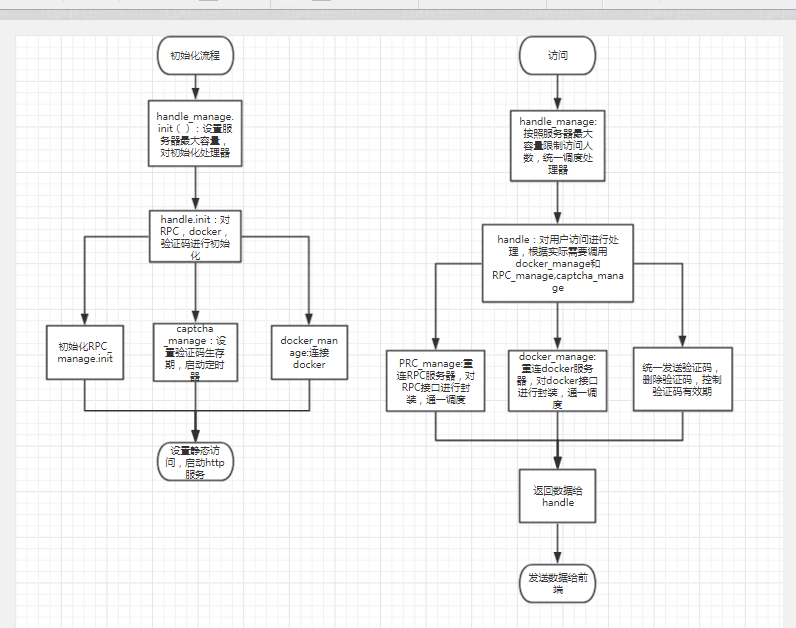 初始化流程
handle_manage.
init（）：设置服
务器最大容量，
对初始化处理器
handle.init：对
RPC，docker，
验证码进行初始
化
初始化RPC_
manage.init
captcha
_manage：设
置验证码生存
期，启动定时
器
docker_man
age:连接
docker
设置静态访
问，启动http
服务
访问
handle_manage:
按照服务器最大
容量限制访问人
数，统一调度处
理器
handle：对用户访问进行处
理，根据实际需要调用
docker_manage和
RPC_manage,captcha_mana
ge
PRC_manage:重
连RPC服务器，对
RPC接口进行封
装，通一调度
docker_manage:
重连docker服务
器，对docker接口
进行封装，通一调
度
统一发送验证码，
删除验证码，控制
验证码有效期
返回数据给
handle
发送数据给前
端